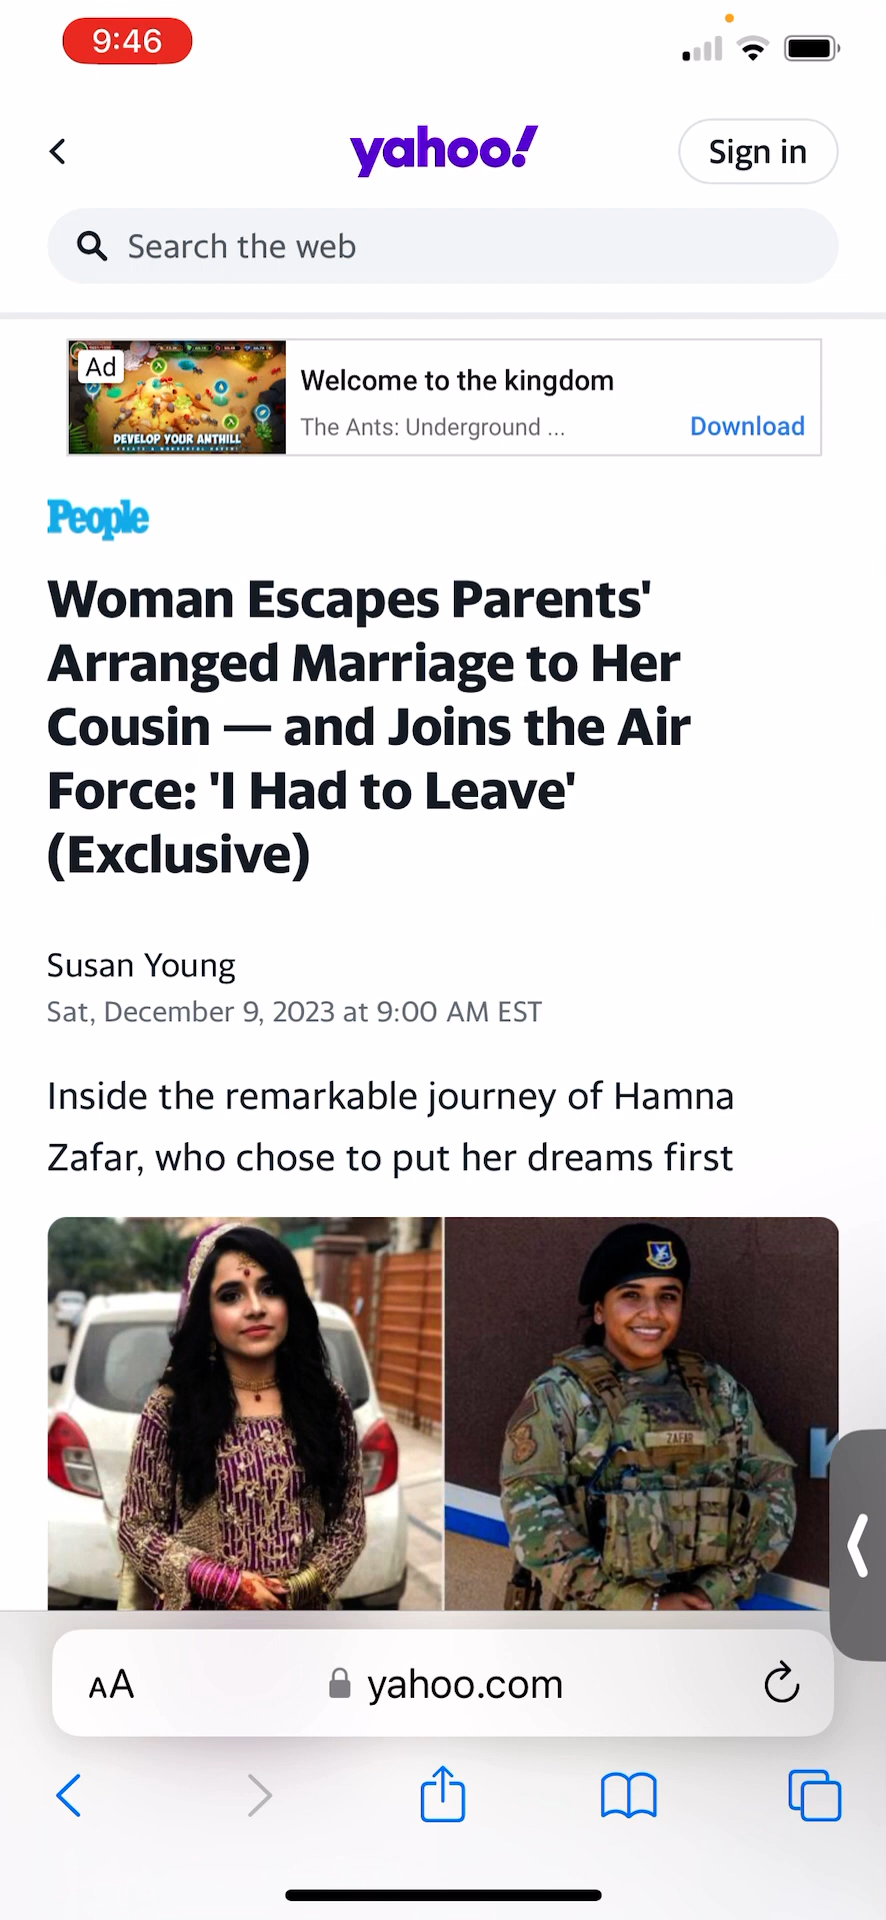 9:46
yahoo!
Sign in
Search the web
Ad
DEVELOP YOUR ANTHILL
Welcome to the kingdom
The Ants: Underground ...
Download
People
Woman Escapes Parents'
Arranged Marriage to Her
Cousin — and Joins the Air
Force: 'I Had to Leave'
(Exclusive)
Susan Young
Sat, December 9, 2023 at 9:00 AM EST
Inside the remarkable journey of Hamna
Zafar, who chose to put her dreams first
ZAFAR
K
AA
yahoo.com